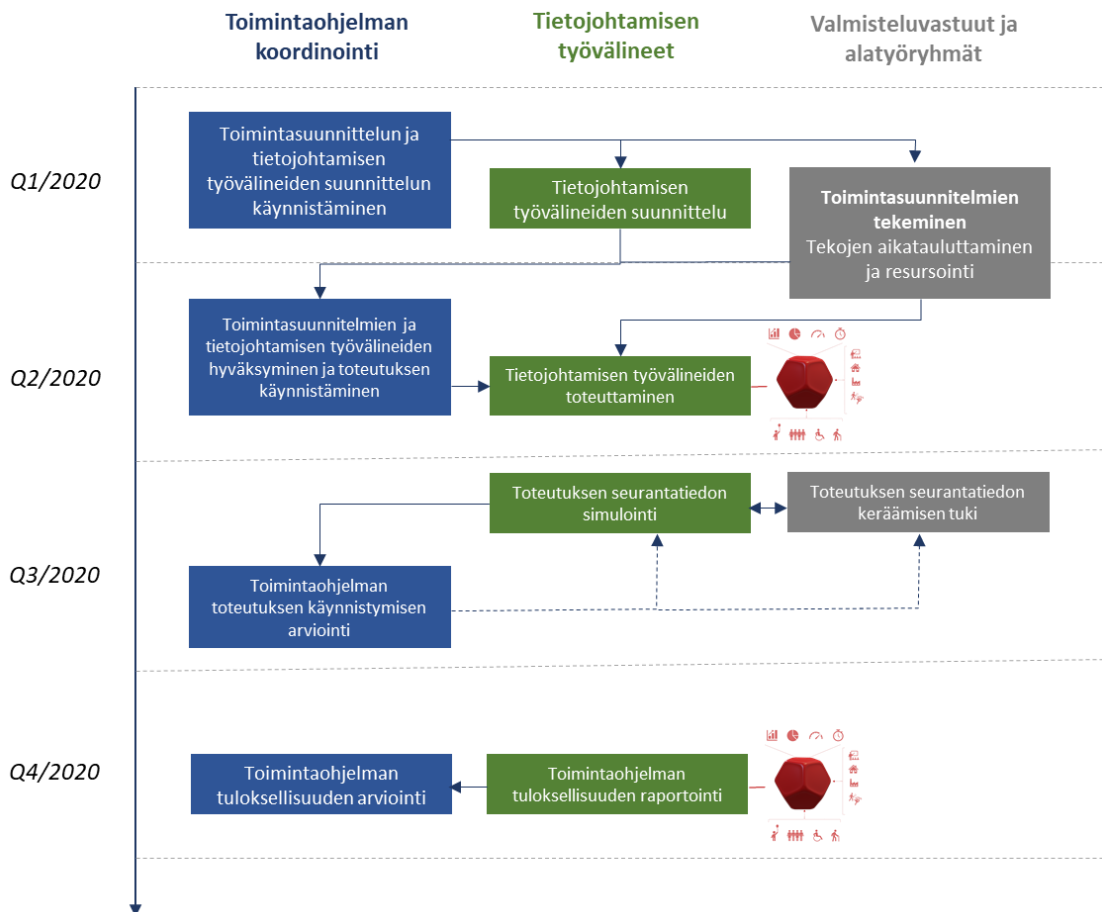 Toimintaohjelman
koordinointi
Tietojohtamisen
työvälineet
Valmisteluvastuut ja
alatyöryhmät
Q1/2020
Toimintasuunnittelun ja
tietojohtamisen
työvälineiden suunnittelun
käynnistäminen
Tietojohtamisen
työvälineiden suunnittelu
Toimintasuunnitelmien
tekeminen
Tekojen aikatauluttaminen
ja resursointi
Q2/2020
Toimintasuunnitelmien ja
tietojohtamisen työvälineiden
hyväksyminen ja toteutuksen
käynnistäminen
Tietojohtamisen työvälineiden
toteuttaminen
Q3/2020
Toteutuksen seurantatiedon
simulointi
Toteutuksen seurantatiedon
keräämisen tuki
Toimintaohjelman
toteutuksen käynnistymisen
arviointi
Q4/2020
Toimintaohjelman
tuloksellisuuden arviointi
Toimintaohjelman
tuloksellisuuden raportointi